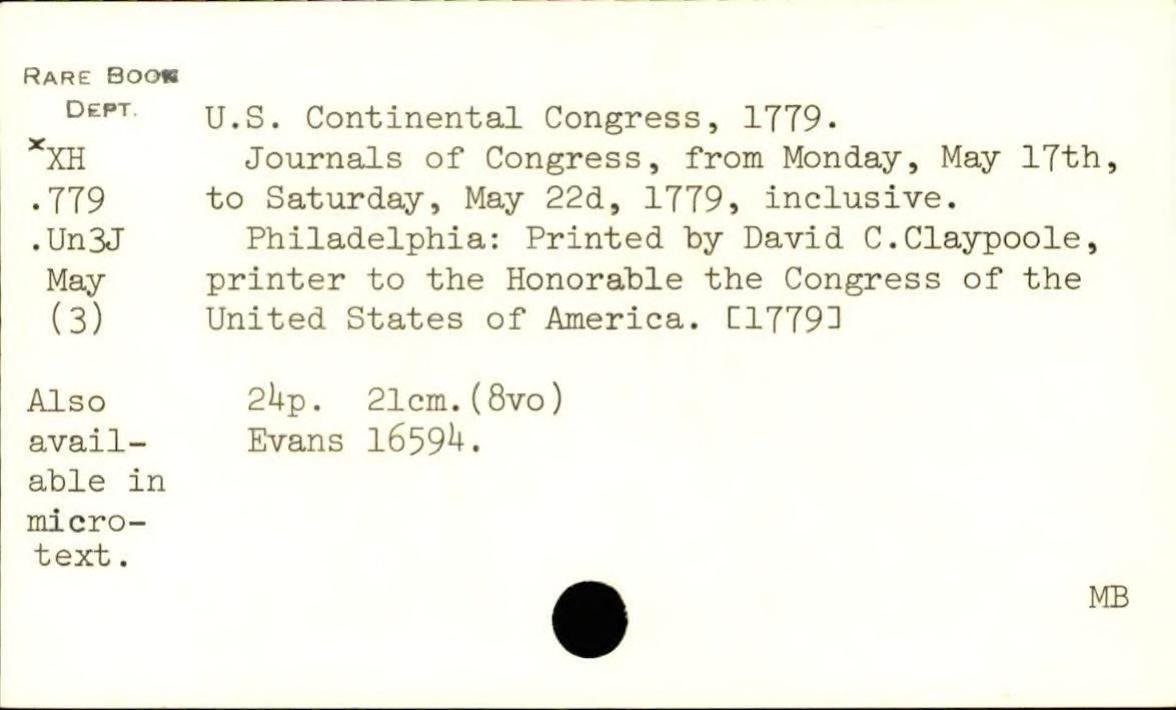 RARE BOOK
DEPT.
U.S. Continental Congress, 1779.
xXH
Journals of Congress, from Monday, May 17th,
.779
to Saturday, May 22d, 1779, inclusive.
.Un3J
Philadelphia: Printed by David C.Claypoole,
May
printer to the Honorable the Congress of the
(3)
United States of America. [1779]
Also
24p. 21cm.(8vo)
avail-
Evans 16594.
able in
micro-
text.
MB